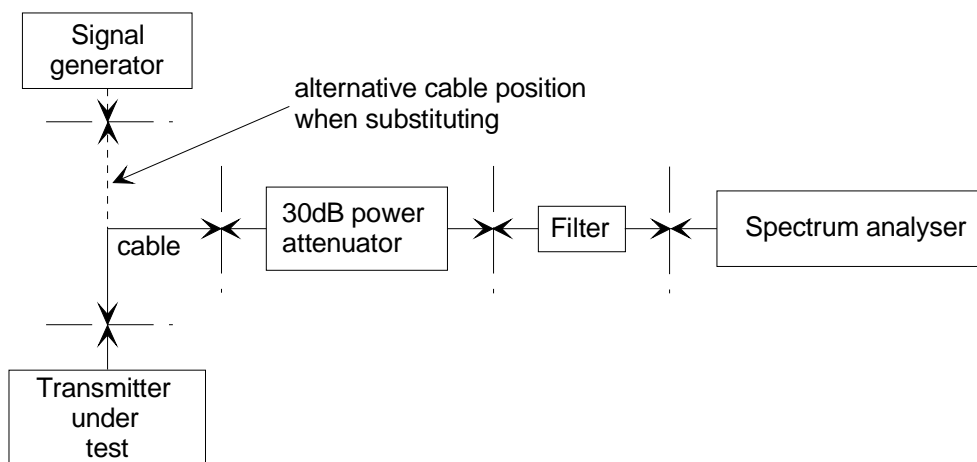 Signal
generator
alternative cable position
when substituting
30dB power
attenuator
Filter
Spectrum analyser
cable
Transmitter
under
test